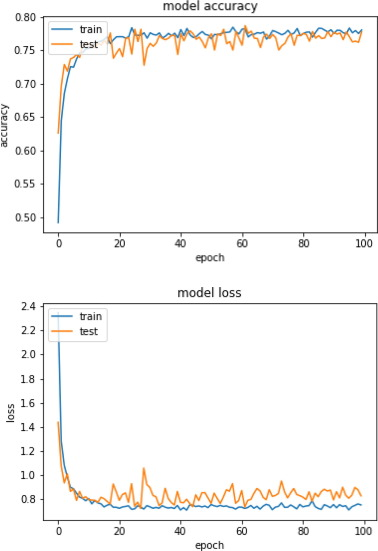 model accuracy
0.80
0.75
0.70
0.65
0.60
0.55
0.50
accuracy
train
test
0 20 40 60 80 100
epoch
model loss
2.4
2.2
2.0
1.8
1.6
1.4
1.2
1.0
0.8
loss
train
test
0 20 40 60 80 100
epoch